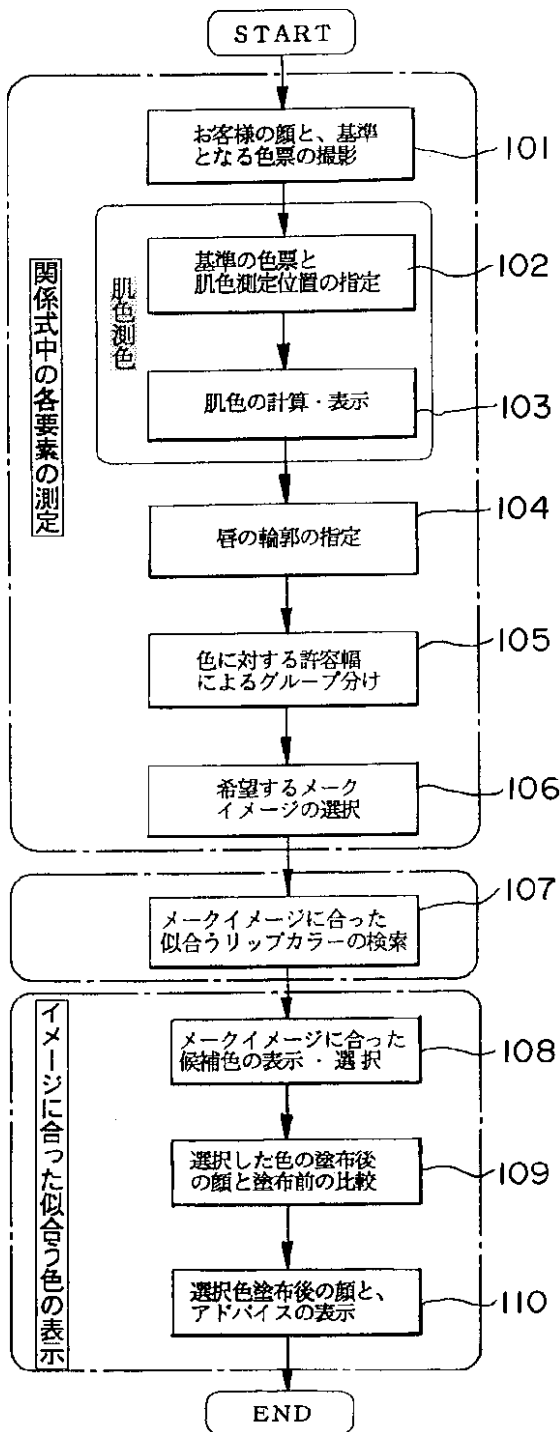 START
お客様の顔と、基準
となる色票の撮影
101
関係式中の各要素の測定
肌色測色
基準の色票と
肌色測定位置の指定
102
肌色の計算・表示
103
唇の輪郭の指定
104
色に対する許容幅
によるグループ分け
105
希望するメーク
イメージの選択
106
メークイメージに合った
似合うリップカラーの検索
107
イメージに合った似合う色の表示
メークイメージに合った
候補色の表示・選択
108
選択した色の塗布後
の顔と塗布前の比較
109
選択色塗布後の顔と、
アドバイスの表示
110
END